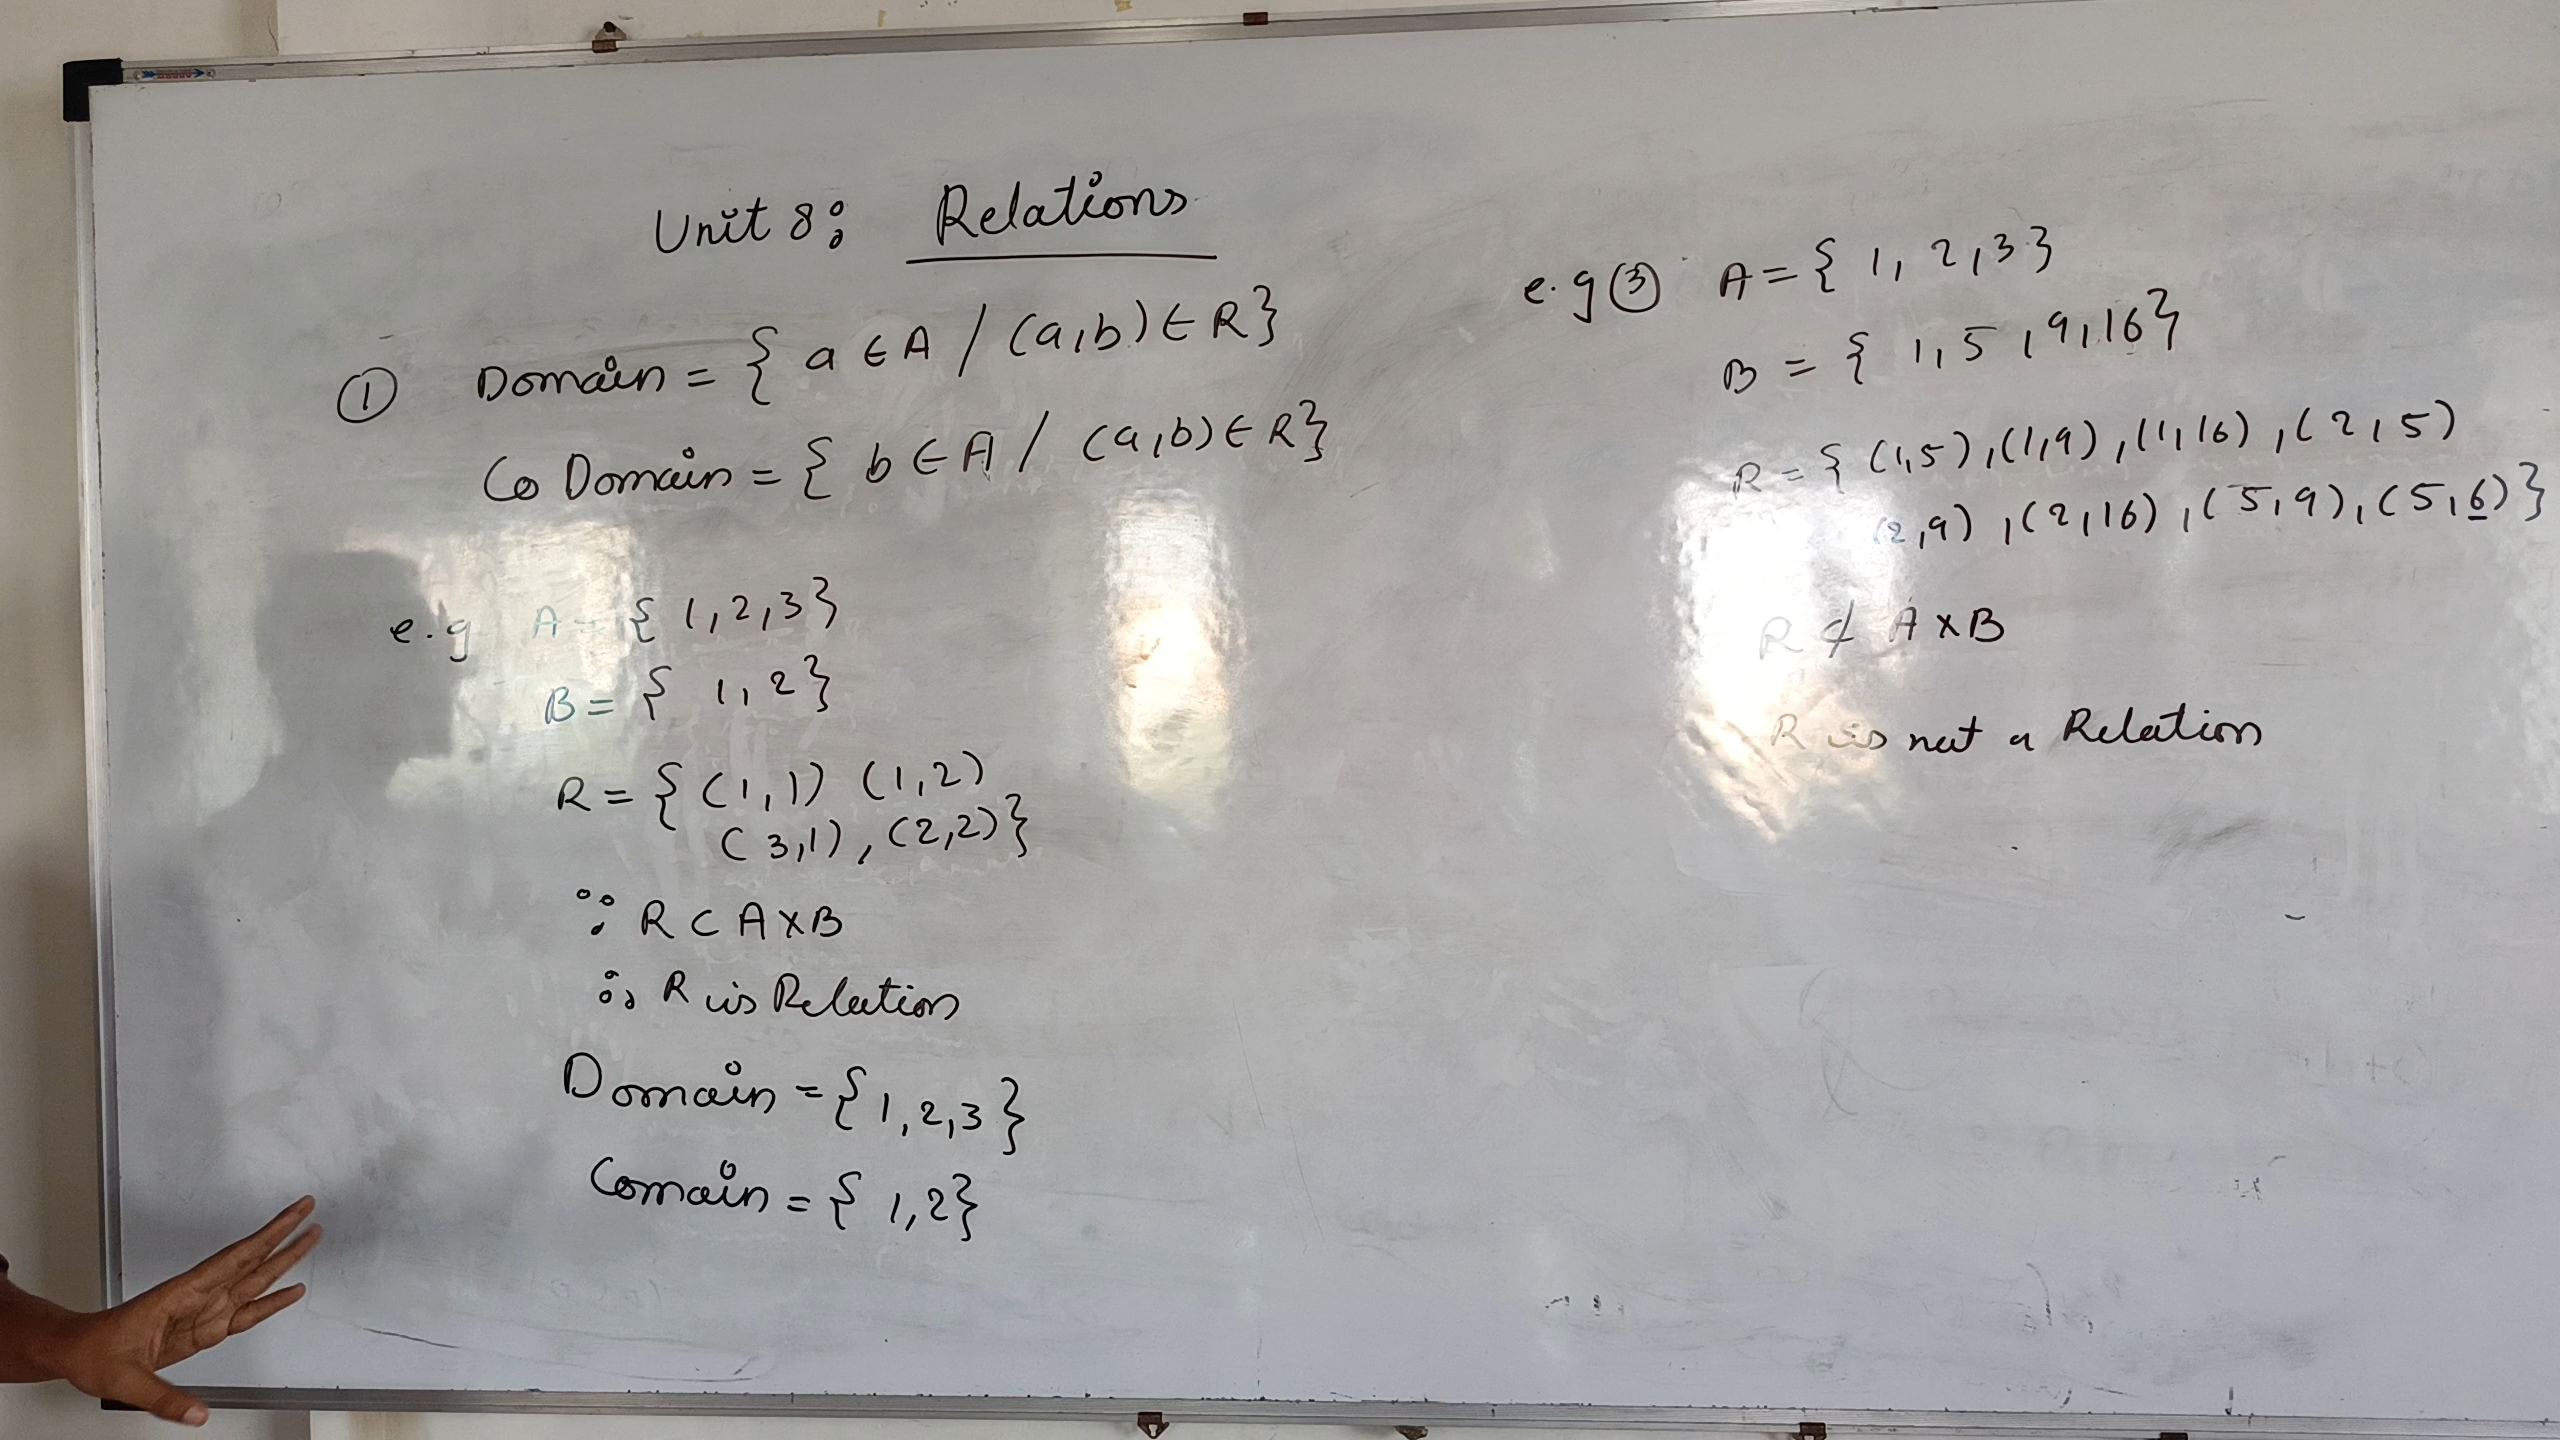 Unit 8: Relations
① Domain = { a ∈ A / (a,b) ∈ R}
Co Domain = { b ∈ A / (a,b) ∈ R}
e.g A = { 1,2,3}
B = { 1, 2}
R = { (1,1) (1,2)
(3,1), (2,2)}
∵ R ⊂ A×B
∴ R is Relation
Domain = { 1,2,3}
Comain = { 1,2}
e.g ③ A = { 1, 2,3}
B = { 1,5,9,16}
R = { (1,5),(1,9),(1,16),(2,5)
(2,9),(2,16),(5,9),(5,6)}
R ⊄ A×B
R is not a Relation